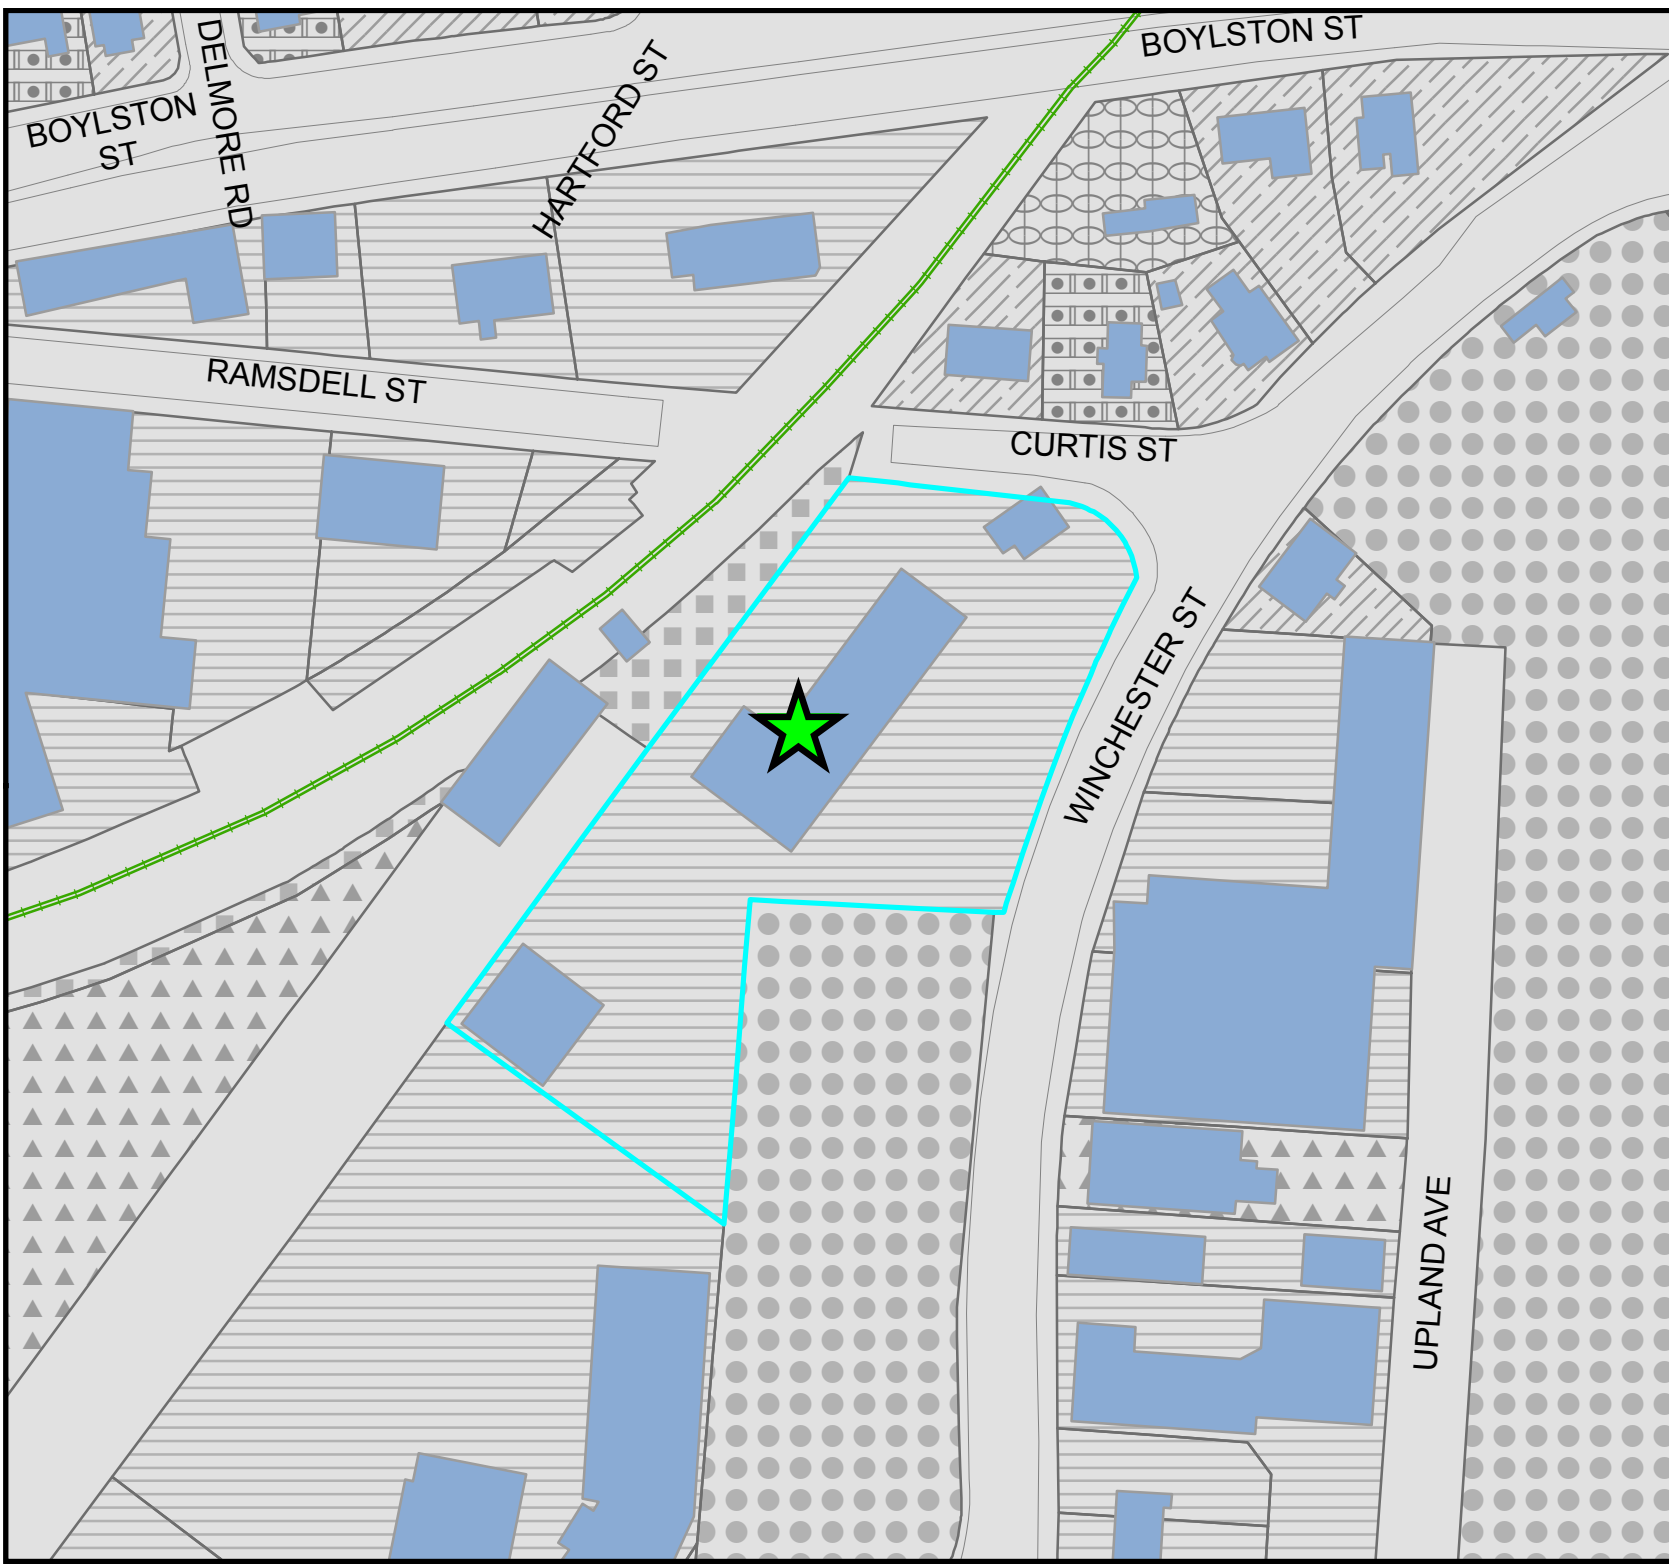 BOYLSTON ST
DELMORE RD
HARTFORD ST
BOYLSTON
ST
RAMSDELL ST
CURTIS ST
WINCHESTER ST
UPLAND AVE